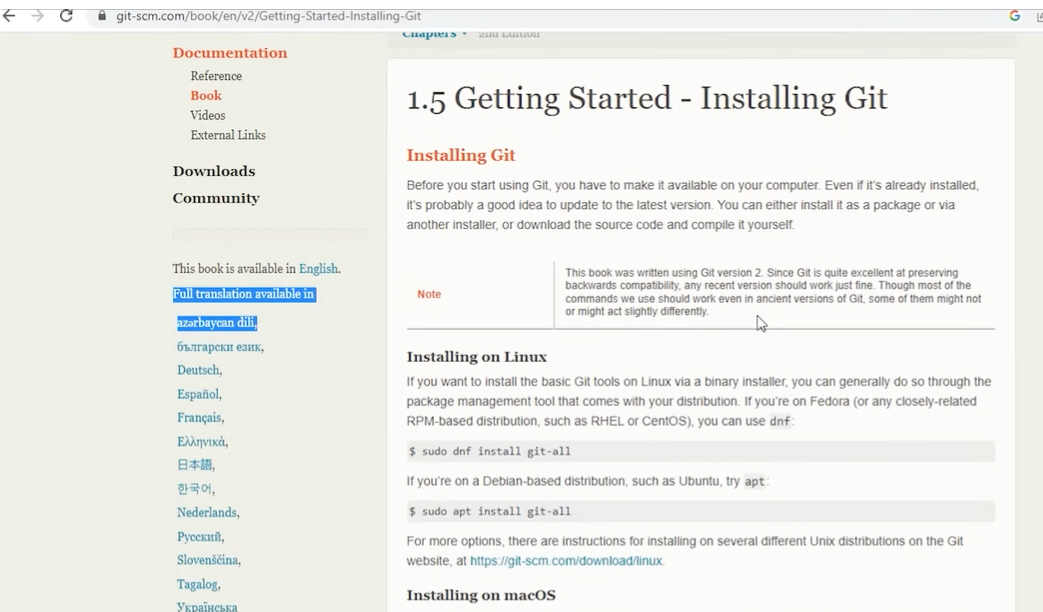 git-scm.com/book/en/v2/Getting-Started-Installing-Git
Chapters 2nd Edition
Documentation
Reference
Book
Videos
External Links
Downloads
Community
This book is available in English.
Full translation available in
azərbaycan dili,
български език,
Deutsch,
Español,
Français,
Ελληνικά,
日本語,
한국어,
Nederlands,
Русский,
Slovenščina,
Tagalog,
Українська
1.5 Getting Started - Installing Git
Installing Git
Before you start using Git, you have to make it available on your computer. Even if it's already installed,
it's probably a good idea to update to the latest version. You can either install it as a package or via
another installer, or download the source code and compile it yourself.
Note
This book was written using Git version 2. Since Git is quite excellent at preserving
backwards compatibility, any recent version should work just fine. Though most of the
commands we use should work even in ancient versions of Git, some of them might not
or might act slightly differently.
Installing on Linux
If you want to install the basic Git tools on Linux via a binary installer, you can generally do so through the
package management tool that comes with your distribution. If you're on Fedora (or any closely-related
RPM-based distribution, such as RHEL or CentOS), you can use dnf:
$ sudo dnf install git-all
If you're on a Debian-based distribution, such as Ubuntu, try apt:
$ sudo apt install git-all
For more options, there are instructions for installing on several different Unix distributions on the Git
website, at https://git-scm.com/download/linux.
Installing on macOS